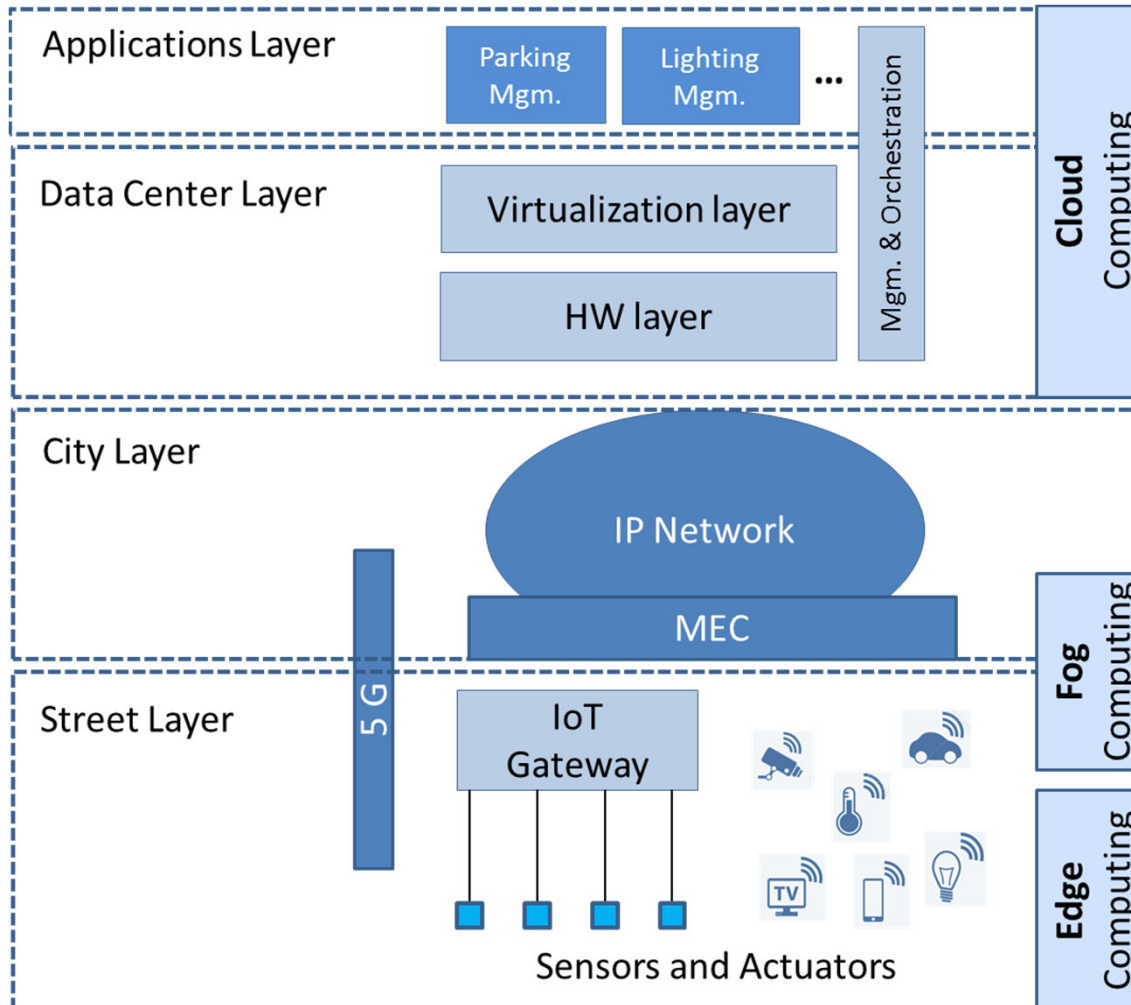 Applications Layer
Parking
Mgm.
Lighting
Mgm.
...
Mgm. & Orchestration
Cloud
Computing
Data Center Layer
Virtualization layer
HW layer
City Layer
IP Network
MEC
Fog
Computing
5 G
Street Layer
IoT
Gateway
TV
Edge
Computing
Sensors and Actuators